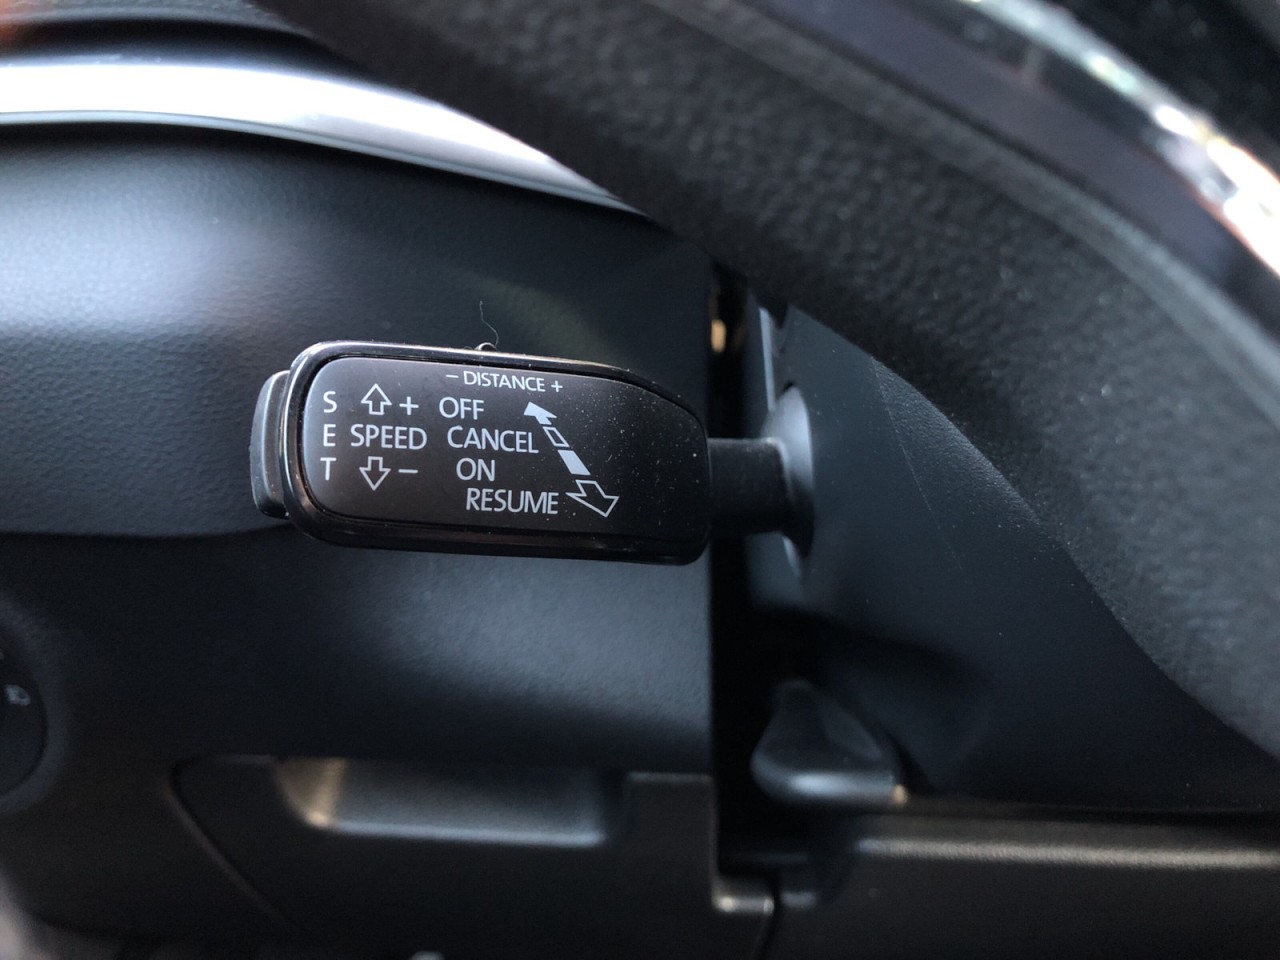 – DISTANCE +
S + OFF
E SPEED CANCEL
T – ON
RESUME